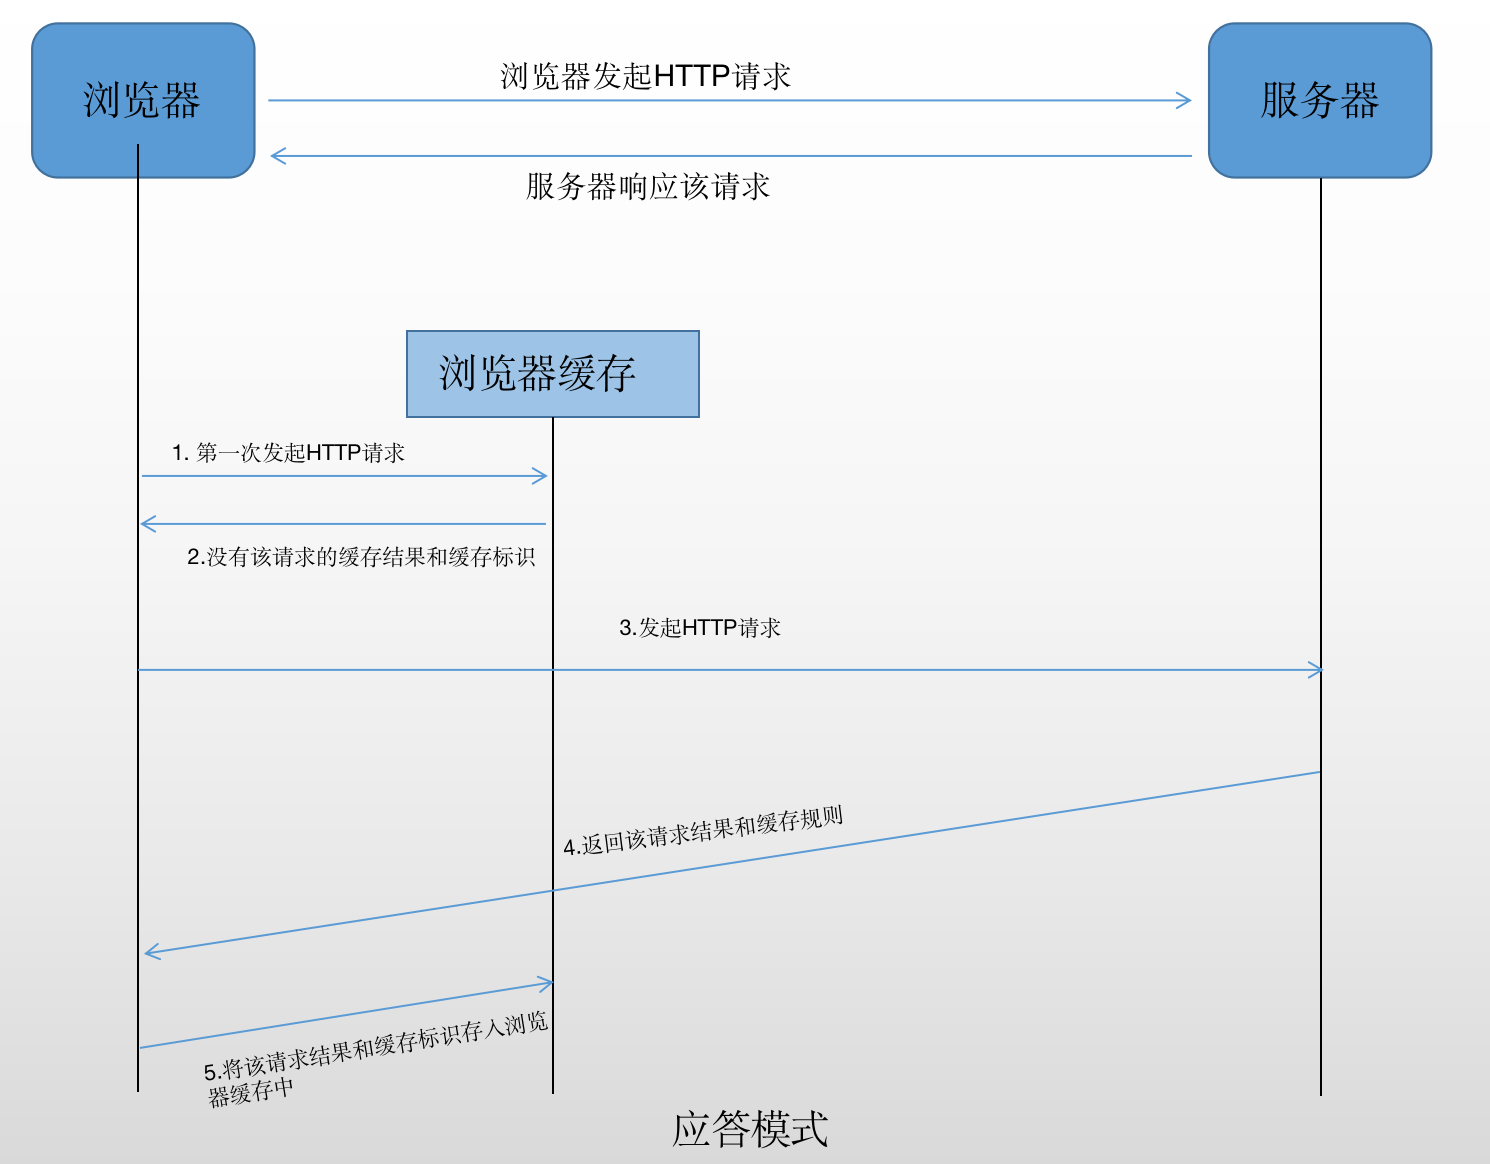 浏览器
浏览器发起HTTP请求
服务器
服务器响应该请求
浏览器缓存
1. 第一次发起HTTP请求
2.没有该请求的缓存结果和缓存标识
3.发起HTTP请求
4.返回该请求结果和缓存规则
5.将该请求结果和缓存标识存入浏览
器缓存中
应答模式